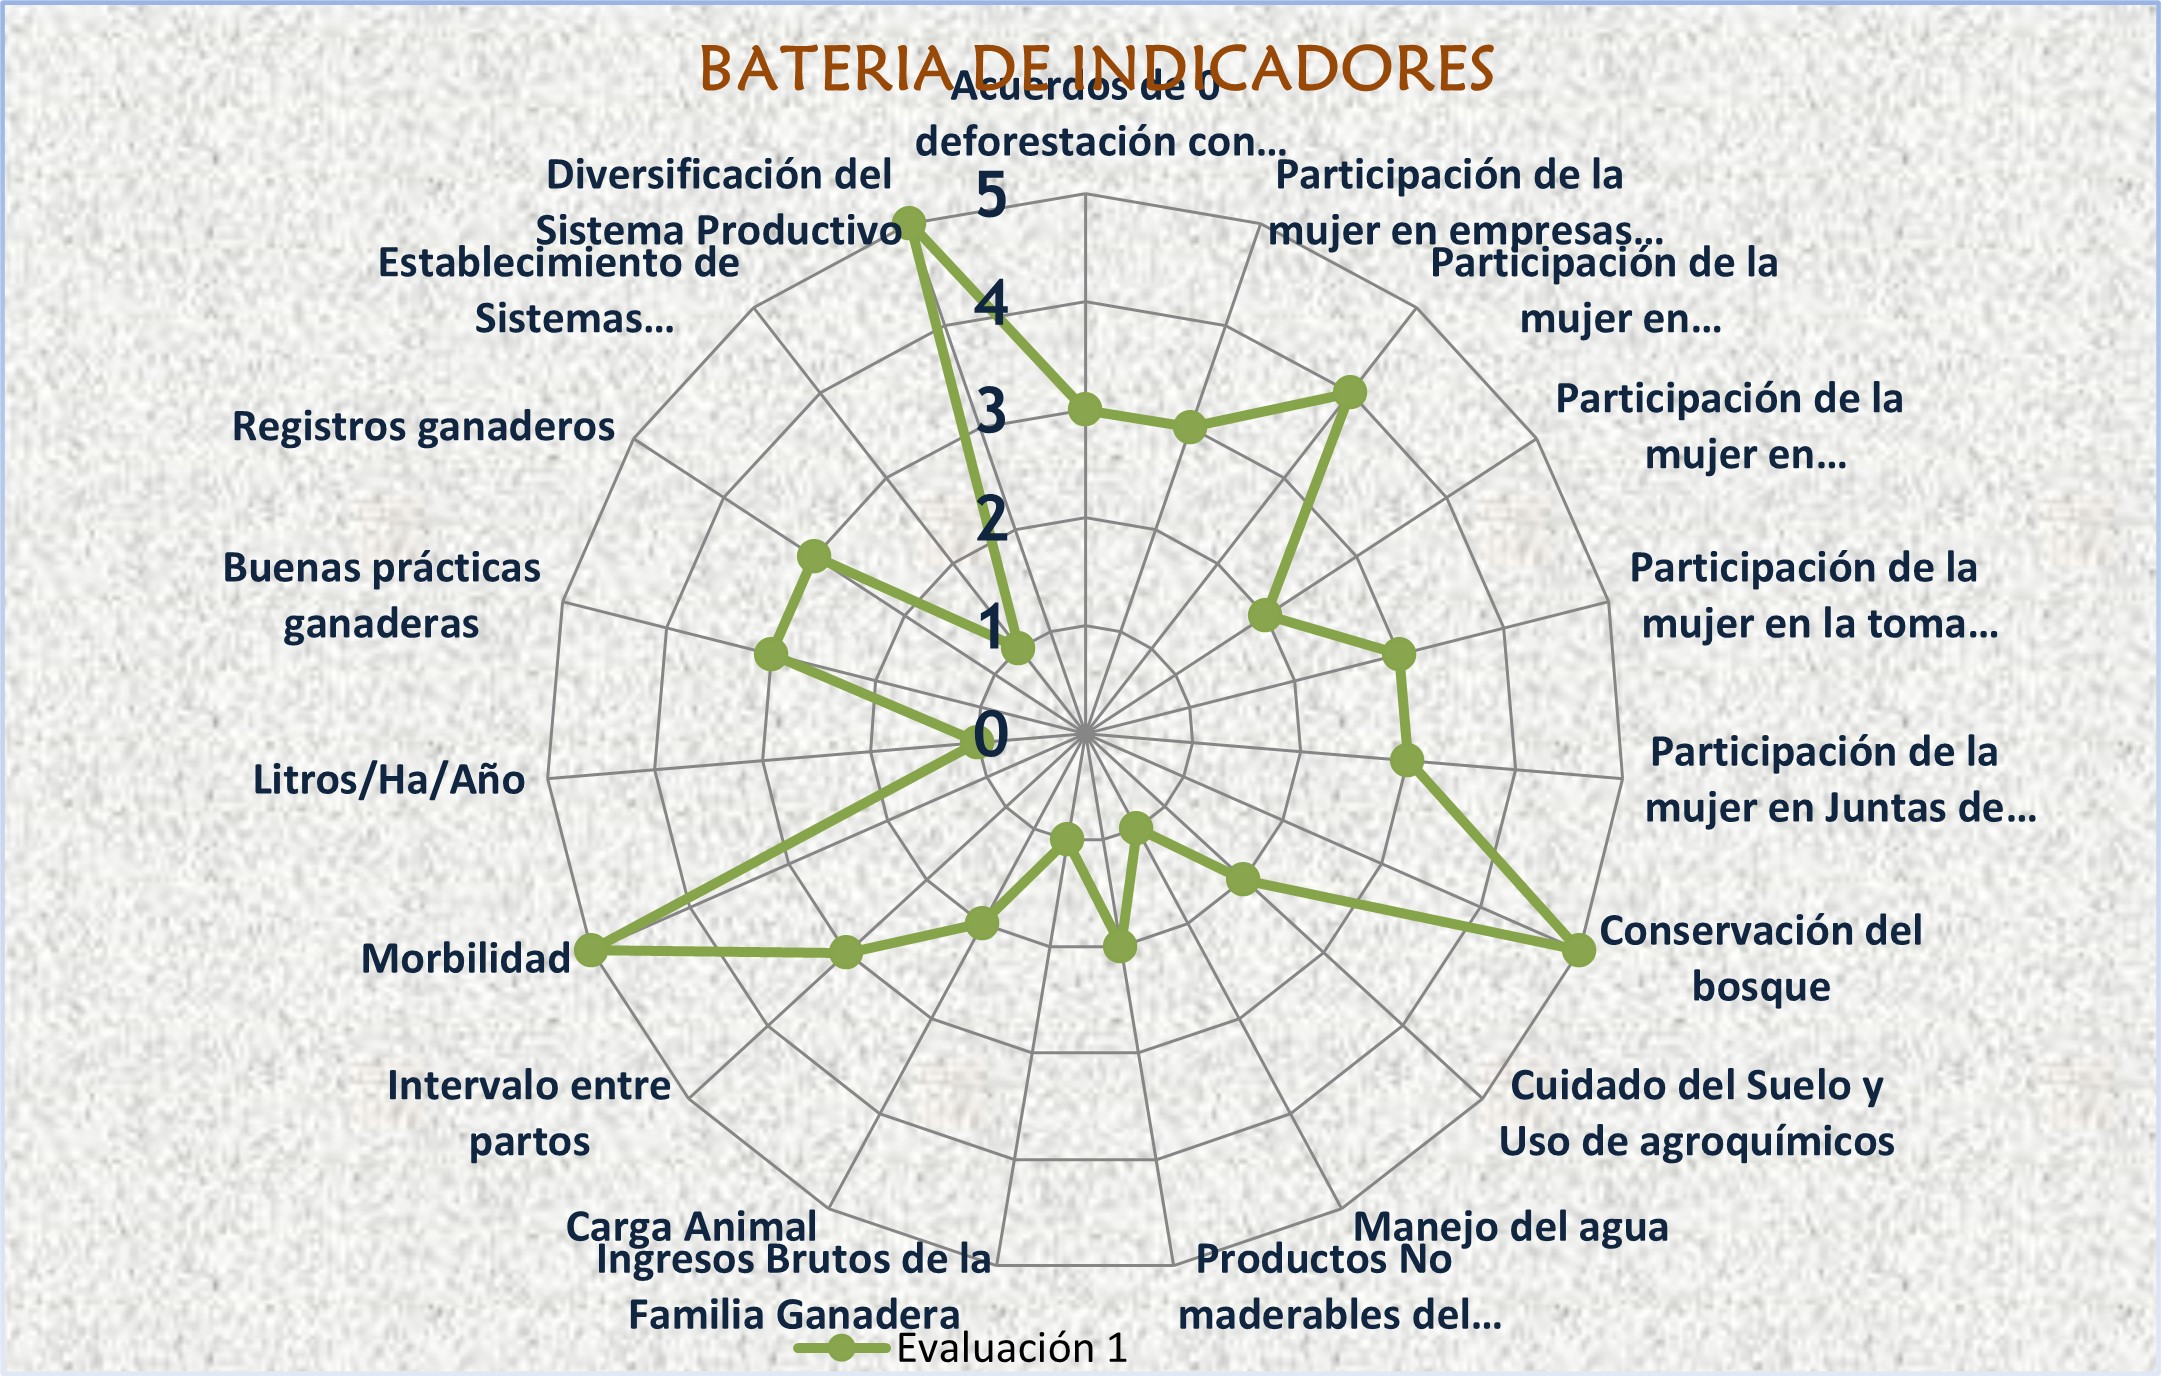 BATERIA DE INDICADORES
Acuerdos de 0
deforestación con...
Participación de la
mujer en empresas...
Participación de la
mujer en...
Participación de la
mujer en...
Participación de la
mujer en la toma...
Participación de la
mujer en Juntas de...
Conservación del
bosque
Cuidado del Suelo y
Uso de agroquímicos
Manejo del agua
Productos No
maderables del...
Ingresos Brutos de la
Familia Ganadera
Carga Animal
Intervalo entre
partos
Morbilidad
Litros/Ha/Año
Buenas prácticas
ganaderas
Registros ganaderos
Establecimiento de
Sistemas...
Diversificación del
Sistema Productivo
5
4
3
2
1
0
Evaluación 1